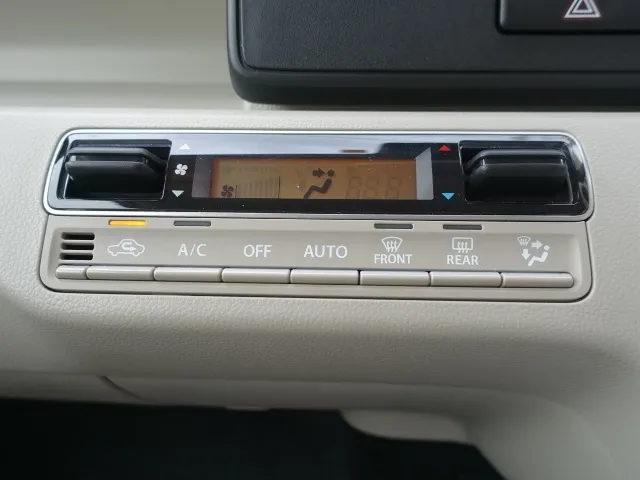 A/C OFF AUTO FRONT REAR